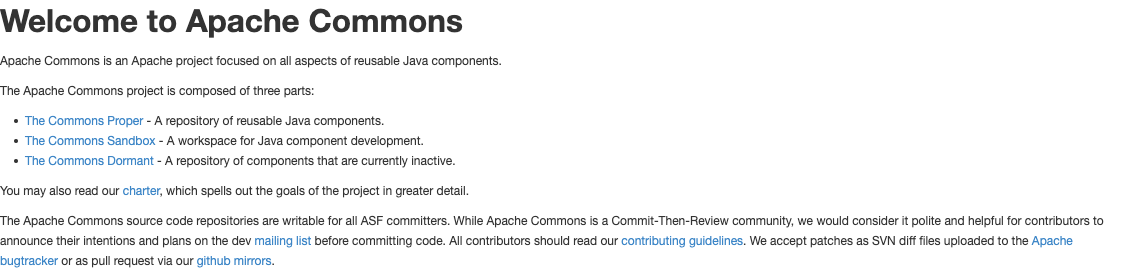 Welcome to Apache Commons
Apache Commons is an Apache project focused on all aspects of reusable Java components.
The Apache Commons project is composed of three parts:
• The Commons Proper - A repository of reusable Java components.
• The Commons Sandbox - A workspace for Java component development.
• The Commons Dormant - A repository of components that are currently inactive.
You may also read our charter, which spells out the goals of the project in greater detail.
The Apache Commons source code repositories are writable for all ASF committers. While Apache Commons is a Commit-Then-Review community, we would consider it polite and helpful for contributors to
announce their intentions and plans on the dev mailing list before committing code. All contributors should read our contributing guidelines. We accept patches as SVN diff files uploaded to the Apache
bugtracker or as pull request via our github mirrors.